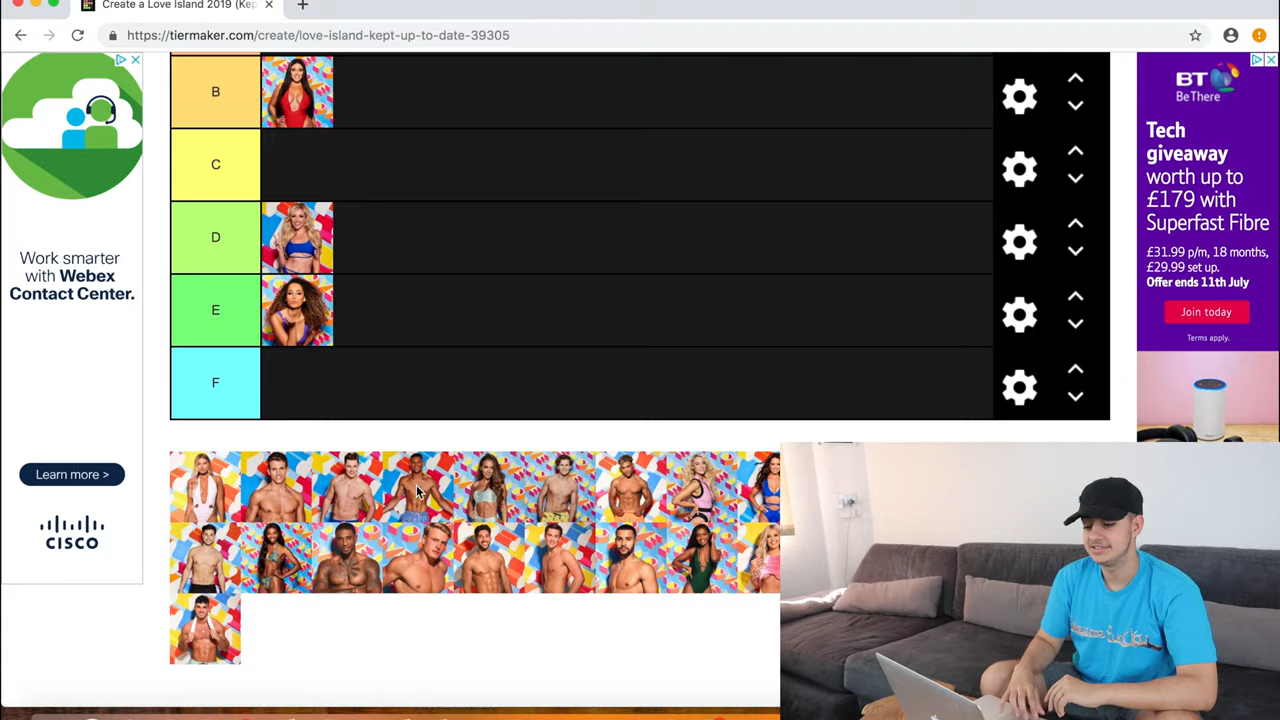 Create a Love Island 2019 (Kep
https://tiermaker.com/create/love-island-kept-up-to-date-39305
B
C
D
E
F
Work smarter
with Webex
Contact Center.
Learn more >
CISCO
BT
Be There
Tech
giveaway
worth up to
£179 with
Superfast Fibre
£31.99 p/m, 18 months,
£29.99 set up.
Offer ends 11th July
Join today
Terms apply.